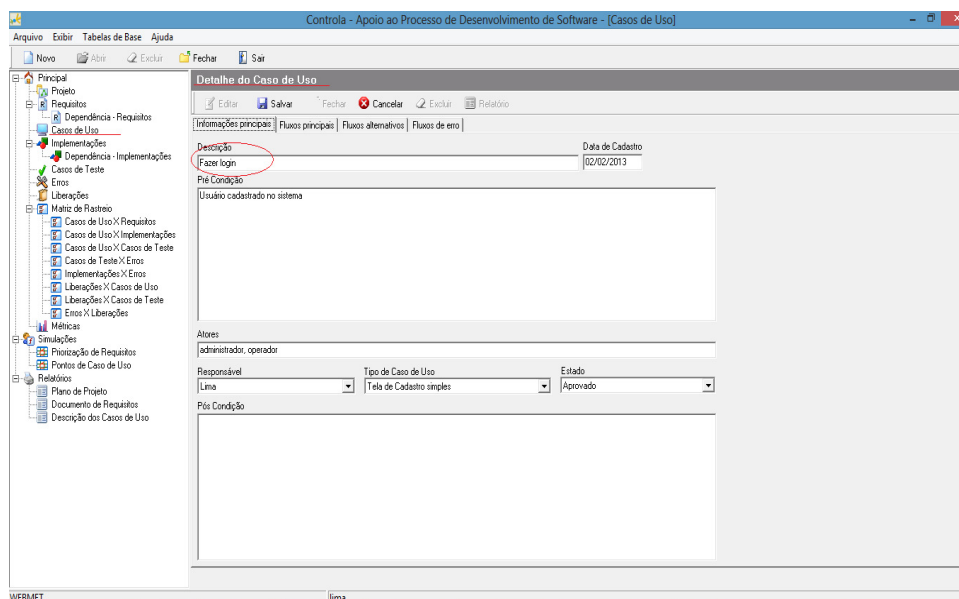 Controla - Apoio ao Processo de Desenvolvimento de Software - [Casos de Uso]
Arquivo Exibir Tabelas de Base Ajuda
Novo Abrir Excluir Fechar Sair
Principal
Projeto
Requisitos
Dependência - Requisitos
Casos de Uso
Implementações
Dependência - Implementações
Casos de Teste
Erros
Liberações
Matriz de Rastreio
Casos de Uso X Requisitos
Casos de Uso X Implementações
Casos de Uso X Casos de Teste
Casos de Teste X Erros
Implementações X Erros
Liberações X Casos de Uso
Liberações X Casos de Teste
Erros X Liberações
Métricas
Simulações
Priorização de Requisitos
Pontos de Caso de Uso
Relatórios
Plano de Projeto
Documento de Requisitos
Descrição dos Casos de Uso
Detalhe do Caso de Uso
Editar Salvar Fechar Cancelar Excluir Relatório
Informações principais Fluxos principais Fluxos alternativos Fluxos de erro
Descrição Data de Cadastro
Fazer login 02/02/2013
Pré Condição
Usuário cadastrado no sistema
Atores
administrador, operador
Responsável Tipo de Caso de Uso Estado
Lima Tela de Cadastro simples Aprovado
Pós Condição
WEBMET lima